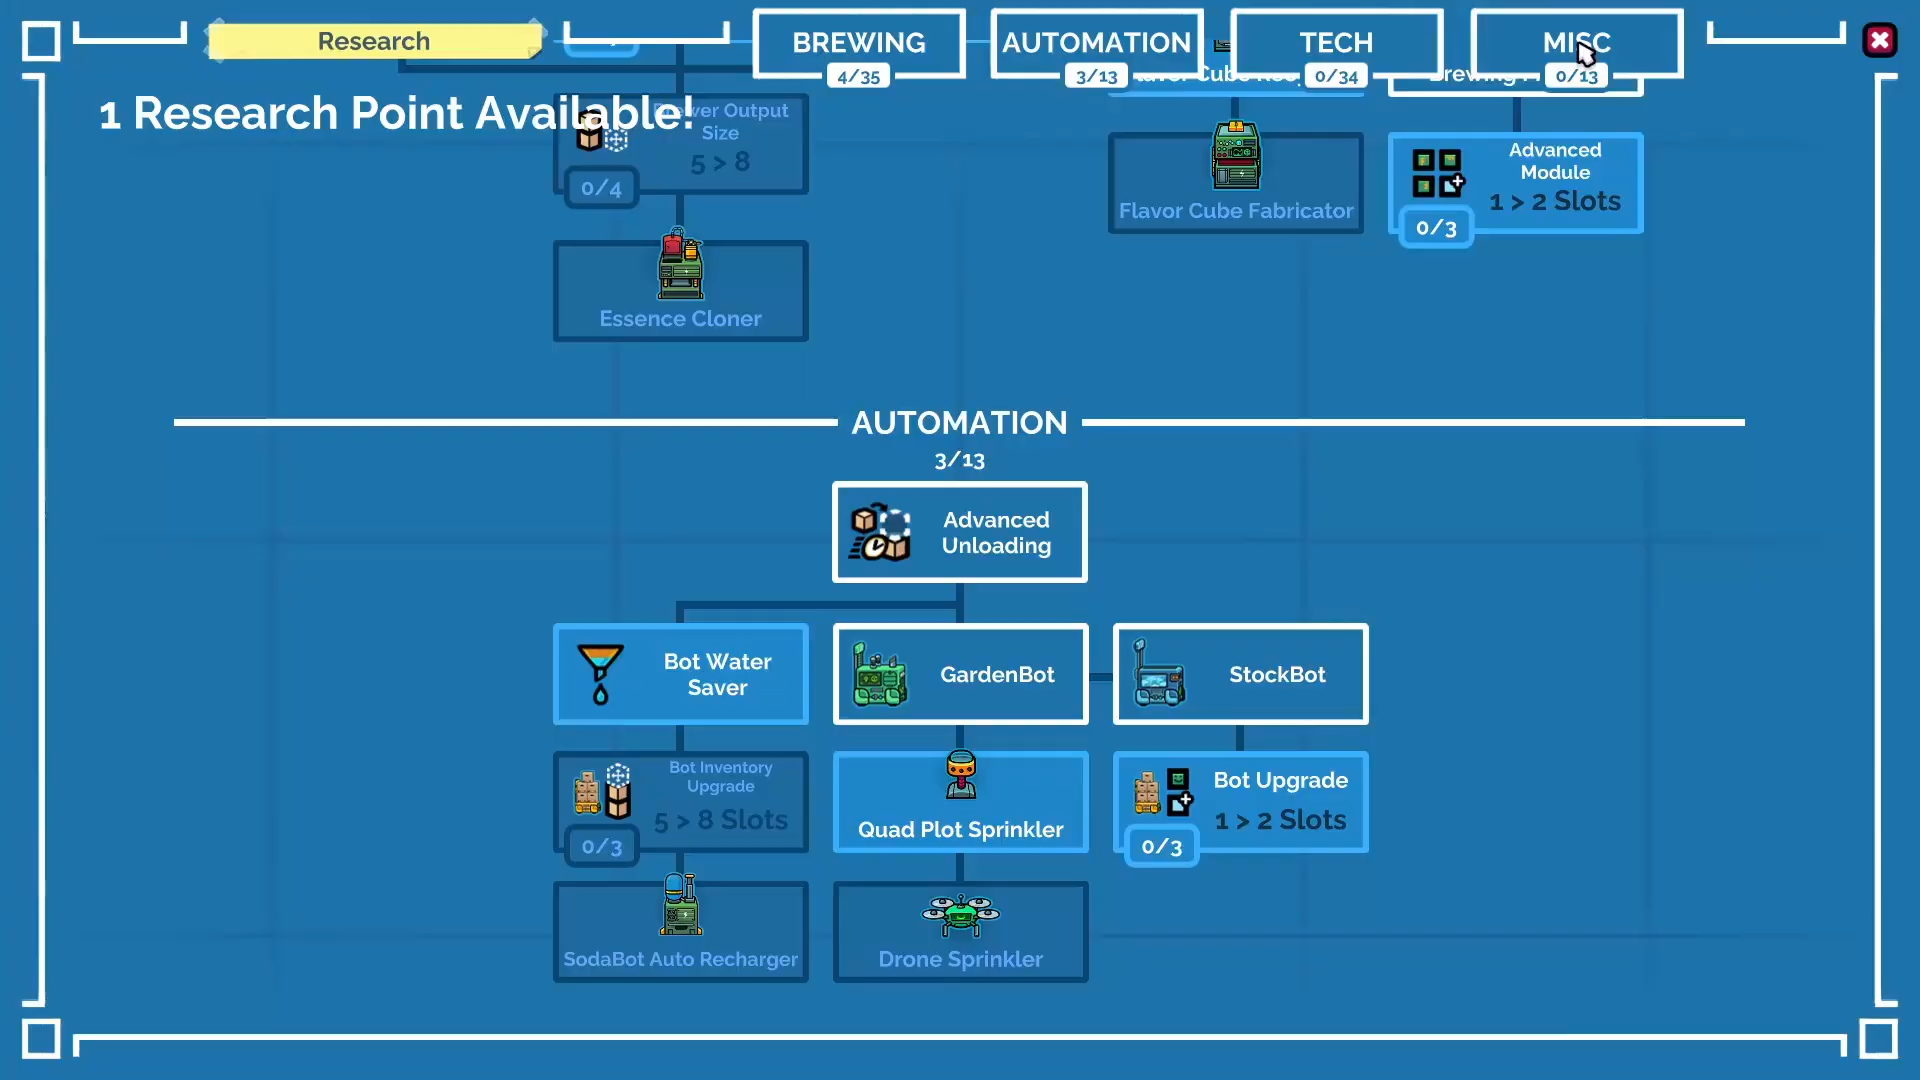 Research
BREWING
4/35
AUTOMATION
3/13
TECH
0/34
MISC
0/13
1 Research Point Available!
Brewer Output
Size
5 > 8
0/4
Essence Cloner
Flavor Cube Fabricator
Advanced
Module
1 > 2 Slots
0/3
AUTOMATION
3/13
Advanced
Unloading
Bot Water
Saver
GardenBot
StockBot
Bot Inventory
Upgrade
5 > 8 Slots
0/3
Quad Plot Sprinkler
Bot Upgrade
1 > 2 Slots
0/3
SodaBot Auto Recharger
Drone Sprinkler